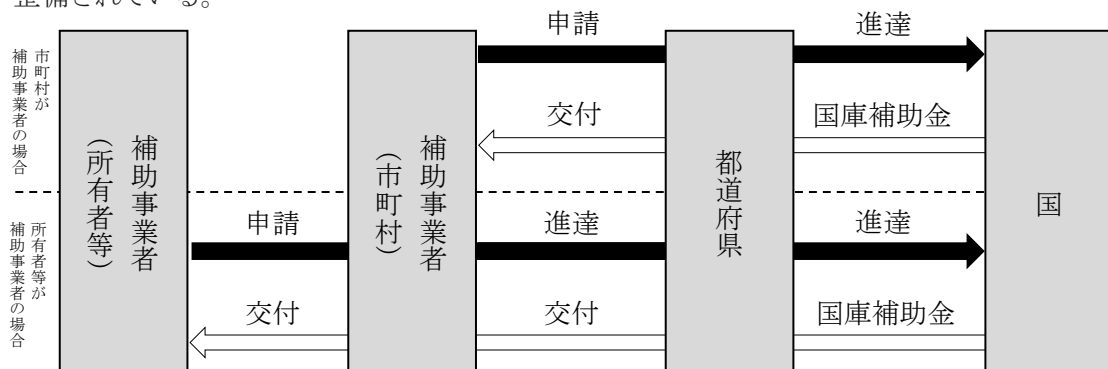 整備されている。
市町村が
補助事業者の場合
申請
進達
交付
国庫補助金
補助事業者
（所有者等）
補助事業者
（市町村）
都道府県
国
所有者等が
補助事業者の場合
申請
進達
進達
交付
交付
国庫補助金